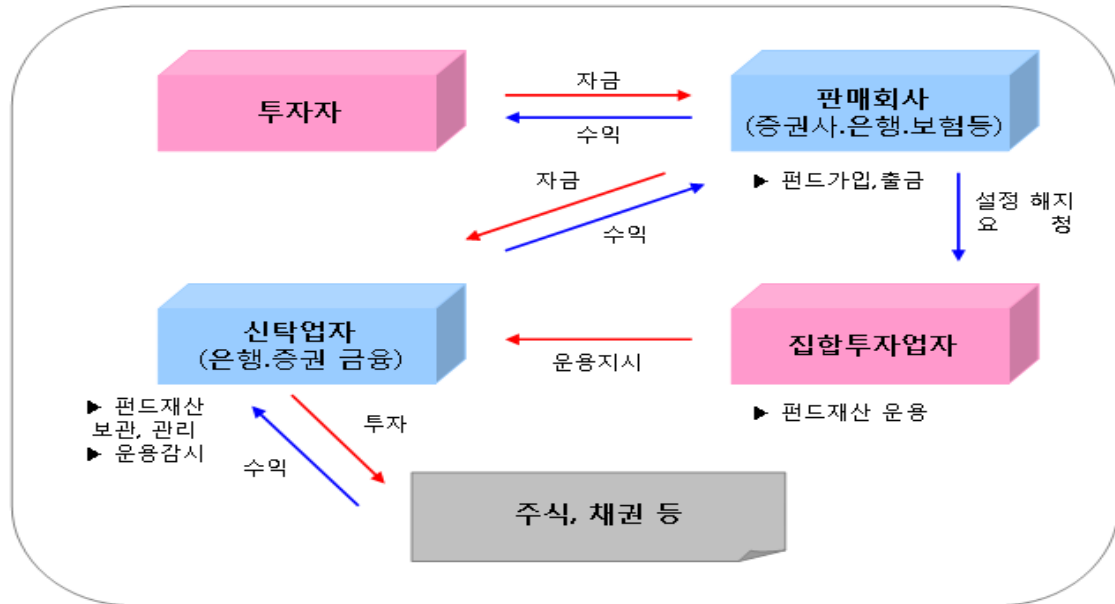 투자자
자금
수익
판매회사
(증권사.은행.보험등)
▶ 펀드가입,출금
자금
수익
설정 해지
요 청
신탁업자
(은행.증권 금융)
운용지시
집합투자업자
▶ 펀드재산
보관, 관리
▶ 운용감시
투자
수익
▶ 펀드재산 운용
주식, 채권 등